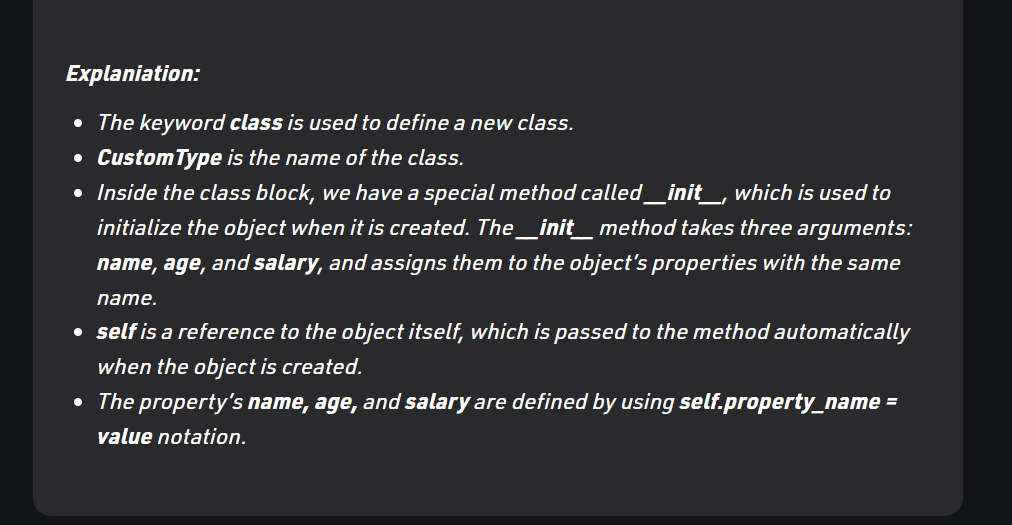 Explaniation:
The keyword class is used to define a new class.
CustomType is the name of the class.
Inside the class block, we have a special method called __init__, which is used to
initialize the object when it is created. The __init__ method takes three arguments:
name, age, and salary, and assigns them to the object's properties with the same
name.
self is a reference to the object itself, which is passed to the method automatically
when the object is created.
The property's name, age, and salary are defined by using self.property_name =
value notation.